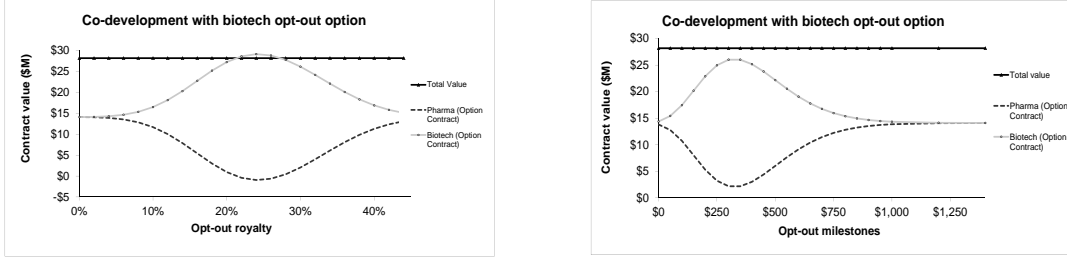 Co-development with biotech opt-out option
$30
$25
$20
$15
$10
$5
$0
-$5
Contract value ($M)
0%
10%
20%
30%
40%
Opt-out royalty
Total Value
Pharma (Option
Contract)
Biotech (Option
Contract)
Co-development with biotech opt-out option
$30
$25
$20
$15
$10
$5
$0
Contract value ($M)
$0
$250
$500
$750
$1,000
$1,250
Opt-out milestones
Total value
Pharma (Option
Contract)
Biotech (Option
Contract)